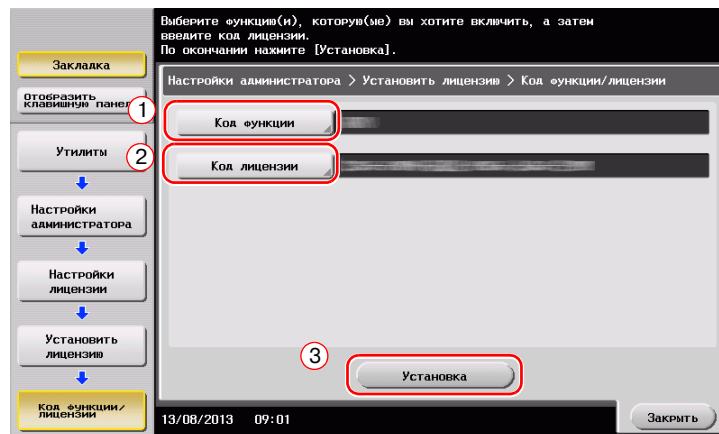 Выберите функцию(и), которую(ые) вы хотите включить, а затем
введите код лицензии.
По окончании нажмите [Установка].
Закладка
Отобразить
клавишную панель
Утилиты
Настройки
администратора
Настройки
лицензии
Установить
лицензию
Код функции/
лицензии
Настройки администратора > Установить лицензию > Код функции/лицензии
1
Код функции
2
Код лицензии
3
Установка
13/08/2013 09:01
Закрыть